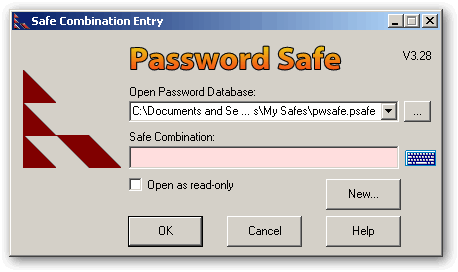 Safe Combination Entry
Password Safe
V3.28
Open Password Database:
C:\Documents and Se ... s\My Safes\pwsafe.psafe
...
Safe Combination:
Open as read-only
New...
OK
Cancel
Help